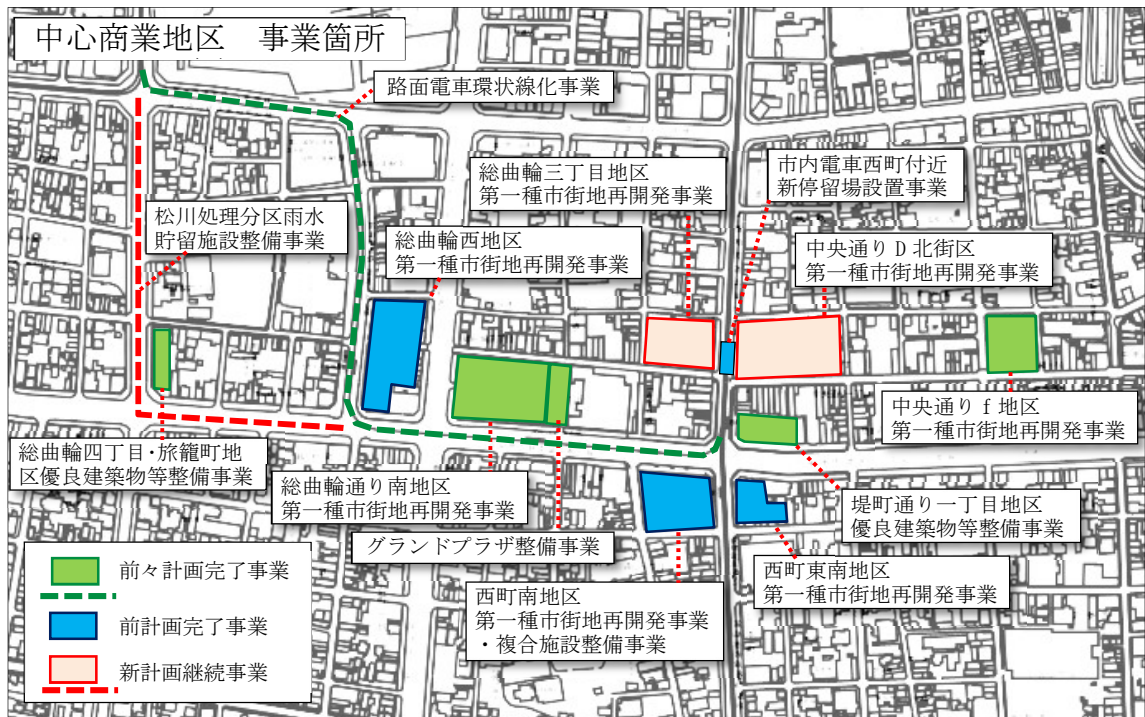 中心商業地区　事業箇所
路面電車環状線化事業
総曲輪三丁目地区
第一種市街地再開発事業
市内電車西町付近
新停留場設置事業
松川処理分区雨水
貯留施設整備事業
総曲輪西地区
第一種市街地再開発事業
中央通りD北街区
第一種市街地再開発事業
総曲輪四丁目・旅籠町地
区優良建築物等整備事業
総曲輪通り南地区
第一種市街地再開発事業
グランドプラザ整備事業
中央通りｆ地区
第一種市街地再開発事業
堤町通り一丁目地区
優良建築物等整備事業
西町南地区
第一種市街地再開発事業
・複合施設整備事業
西町東南地区
第一種市街地再開発事業
前々計画完了事業
前計画完了事業
新計画継続事業